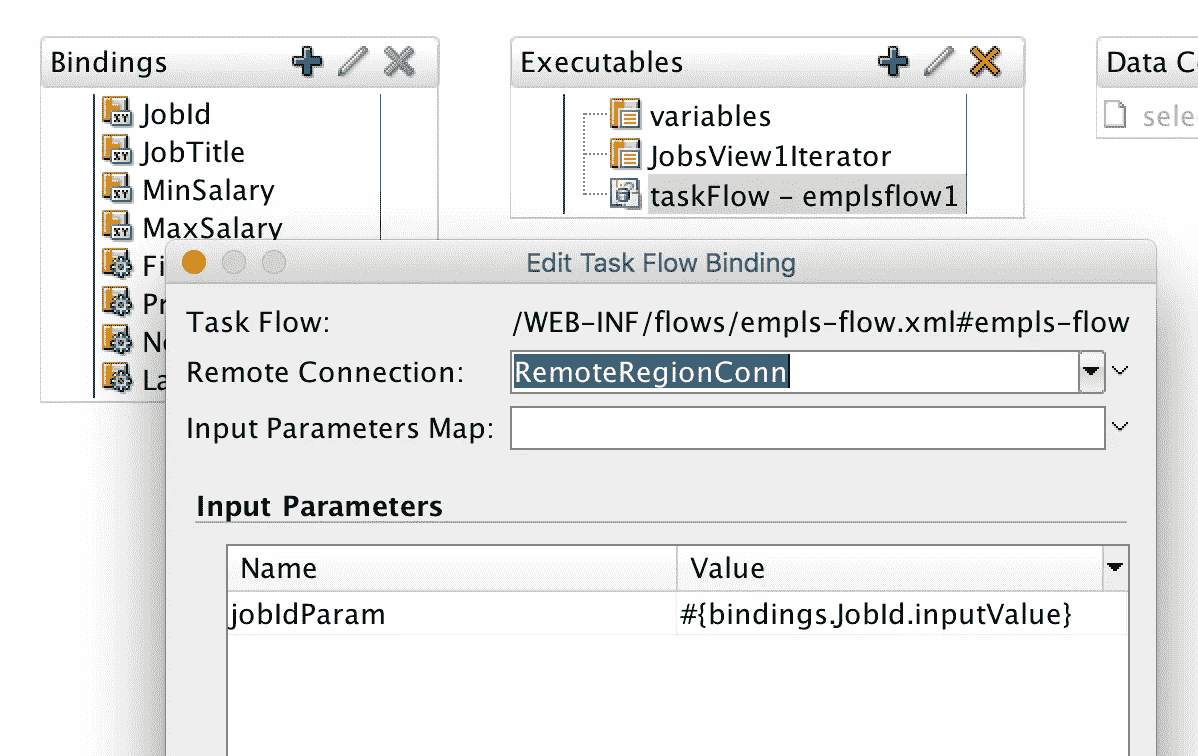 Bindings
JobId
JobTitle
MinSalary
MaxSalary
Fi
Pr
Ne
La
Executables
variables
JobsView1Iterator
taskFlow - emplsflow1
Data C
sele
Edit Task Flow Binding
Task Flow: /WEB-INF/flows/empls-flow.xml#empls-flow
Remote Connection: RemoteRegionConn
Input Parameters Map:
Input Parameters
Name Value
jobIdParam #{bindings.JobId.inputValue}